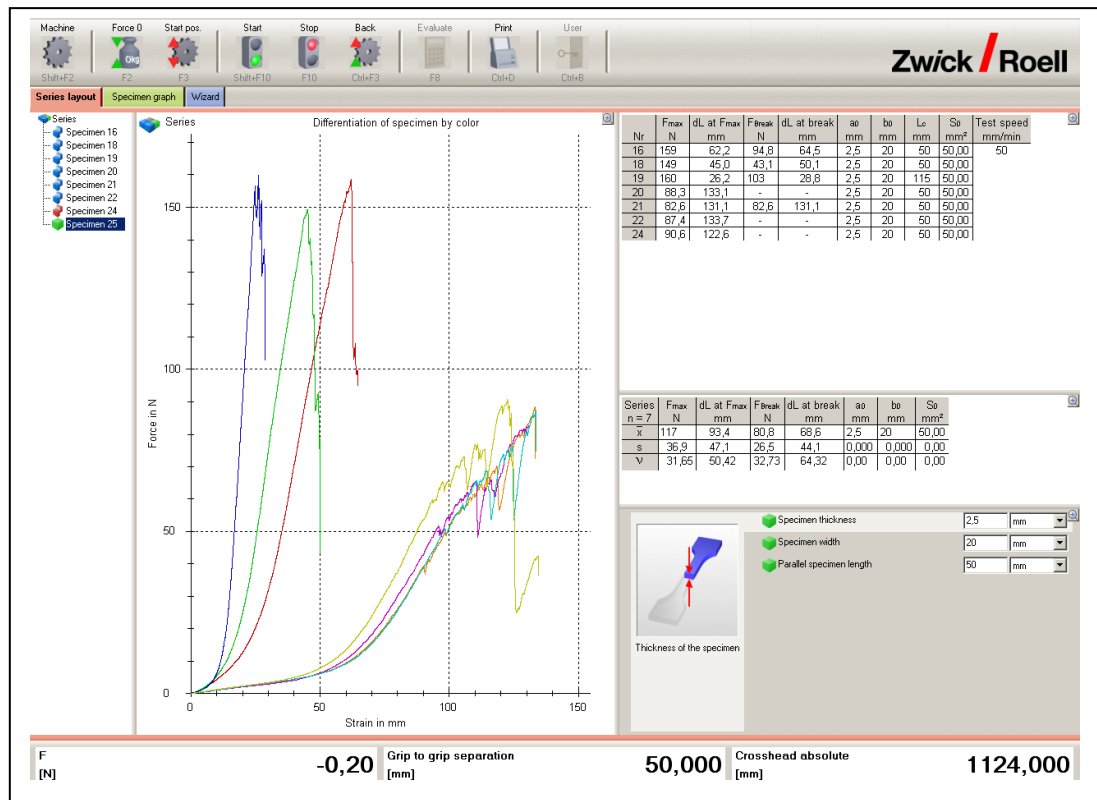 Machine Force 0 Start pos. Start Stop Back Evaluate Print User
0kg
Shift+F2 F2 F3 Shift+F10 F10 Ctrl+F3 F8 Ctrl+D Ctrl+B
Zwick / Roell
Series layout Specimen graph Wizard
Series
Specimen 16
Specimen 18
Specimen 19
Specimen 20
Specimen 21
Specimen 22
Specimen 24
Specimen 25
Series Differentiation of specimen by color
150
100
50
0
Force in N
0 50 100 150
Strain in mm
Fmax dL at Fmax FBreak dL at break a0 b0 Lc S0 Test speed
Nr N mm N mm mm mm mm mm² mm/min
16 159 62,2 94,8 64,5 2,5 20 50 50,00 50
18 149 45,0 43,1 50,1 2,5 20 50 50,00
19 160 26,2 103 28,8 2,5 20 115 50,00
20 88,3 133,1 - - 2,5 20 50 50,00
21 82,6 131,1 82,6 131,1 2,5 20 50 50,00
22 87,4 133,7 - - 2,5 20 50 50,00
24 90,6 122,6 - - 2,5 20 50 50,00
Series Fmax dL at Fmax FBreak dL at break a0 b0 S0
n = 7 N mm N mm mm mm mm²
x̄ 117 93,4 80,8 68,6 2,5 20 50,00
s 36,9 47,1 26,5 44,1 0,000 0,000 0,00
ν 31,65 50,42 32,73 64,32 0,00 0,00 0,00
Specimen thickness 2,5 mm
Specimen width 20 mm
Parallel specimen length 50 mm
Thickness of the specimen
F [N] -0,20
Grip to grip separation [mm] 50,000
Crosshead absolute [mm] 1124,000